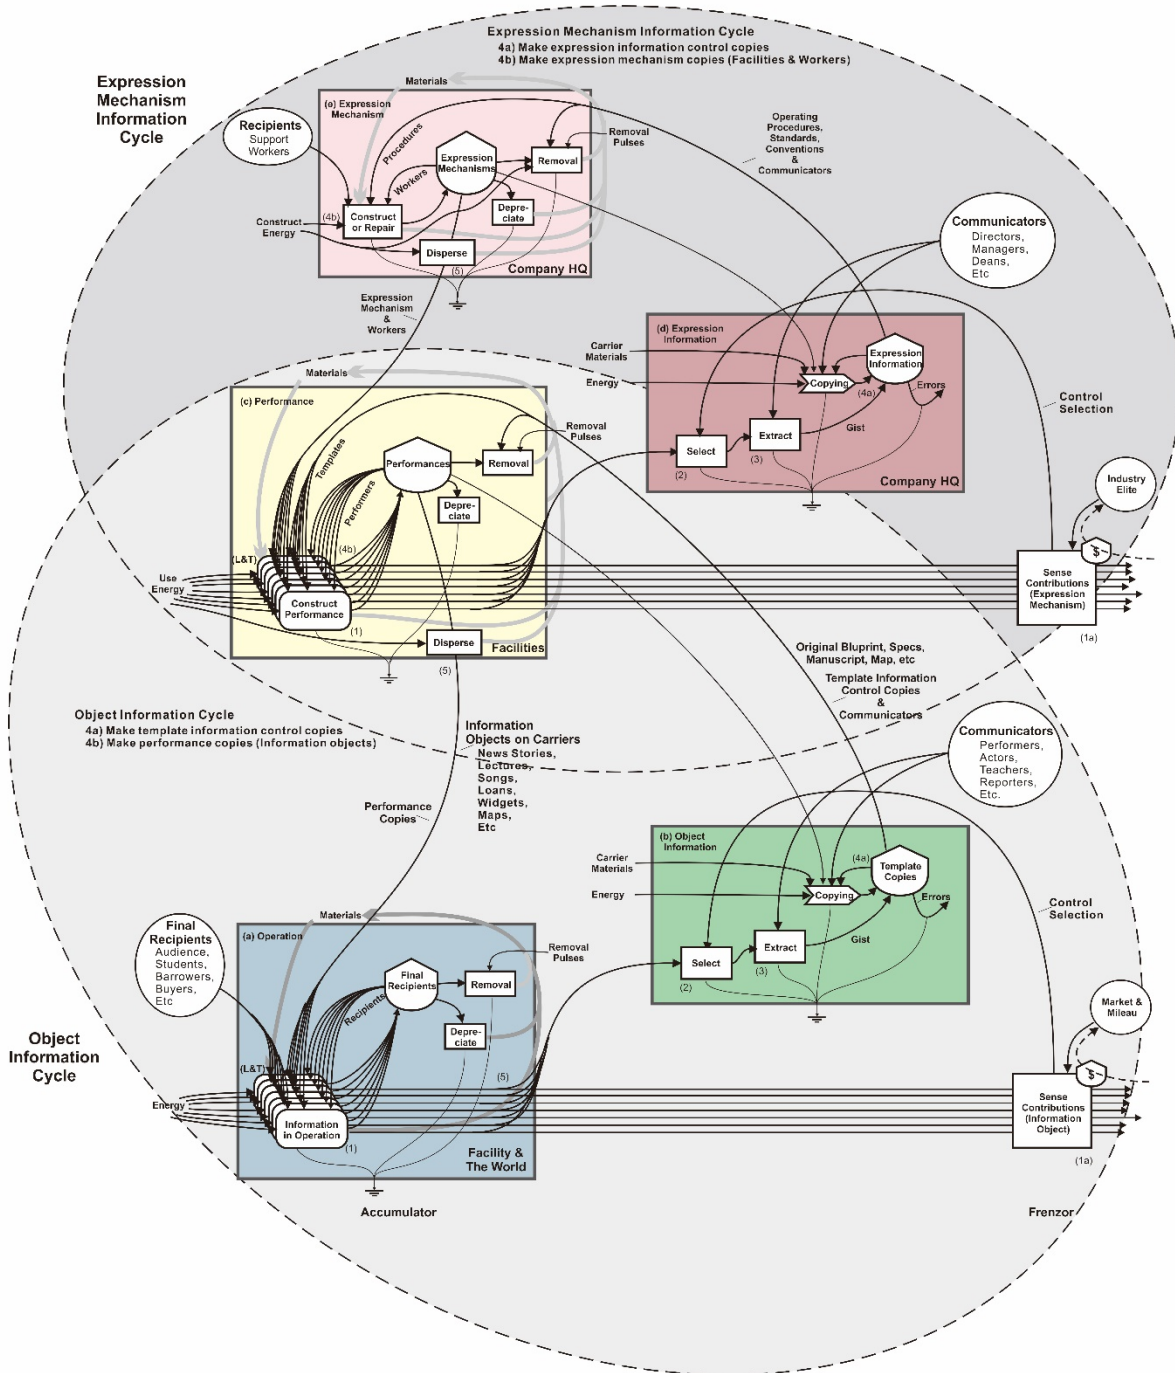 Expression Mechanism Information Cycle
4a) Make expression information control copies
4b) Make expression mechanism copies (Facilities & Workers)
Expression
Mechanism
Information
Cycle
Materials
(e) Expression
Mechanism
Recipients
Support
Workers
Procedures
Workers
Expression
Mechanisms
Removal
Removal
Pulses
Operating
Procedures,
Standards,
Conventions
&
Communicators
Construct
Energy
(4b)
Construct
or Repair
Depre-
ciate
Disperse
(5)
Company HQ
Communicators
Directors,
Managers,
Deans,
Etc
Expression
Mechanism
&
Workers
(d) Expression
Information
Carrier
Materials
Energy
Copying
(4a)
Expression
Information
Errors
Gist
Select
(2)
Extract
(3)
Company HQ
Control
Selection
Materials
(c) Performance
Templates
Performers
Performances
Removal
Removal
Pulses
Depre-
ciate
(L&T)
(4b)
Use
Energy
Construct
Performance
(1)
Disperse
(5)
Facilities
Industry
Elite
$
Sense
Contributions
(Expression
Mechanism)
(1a)
Original Bluprint, Specs,
Manuscript, Map, etc
Template Information
Control Copies
&
Communicators
Object Information Cycle
4a) Make template information control copies
4b) Make performance copies (Information objects)
Information
Objects on Carriers
News Stories,
Lectures,
Songs,
Loans,
Widgets,
Maps,
Etc
Performance
Copies
Communicators
Performers,
Actors,
Teachers,
Reporters,
Etc.
(b) Object
Information
Carrier
Materials
Energy
Copying
(4a)
Template
Copies
Errors
Gist
Select
(2)
Extract
(3)
Control
Selection
Final
Recipients
Audience,
Students,
Barrowers,
Buyers,
Etc
Materials
(a) Operation
Recipients
Final
Recipients
Removal
Removal
Pulses
Depre-
ciate
Object
Information
Cycle
(L&T)
Energy
Information
in Operation
(1)
(5)
Facility &
The World
Market &
Mileau
$
Sense
Contributions
(Information
Object)
(1a)
Accumulator
Frenzor